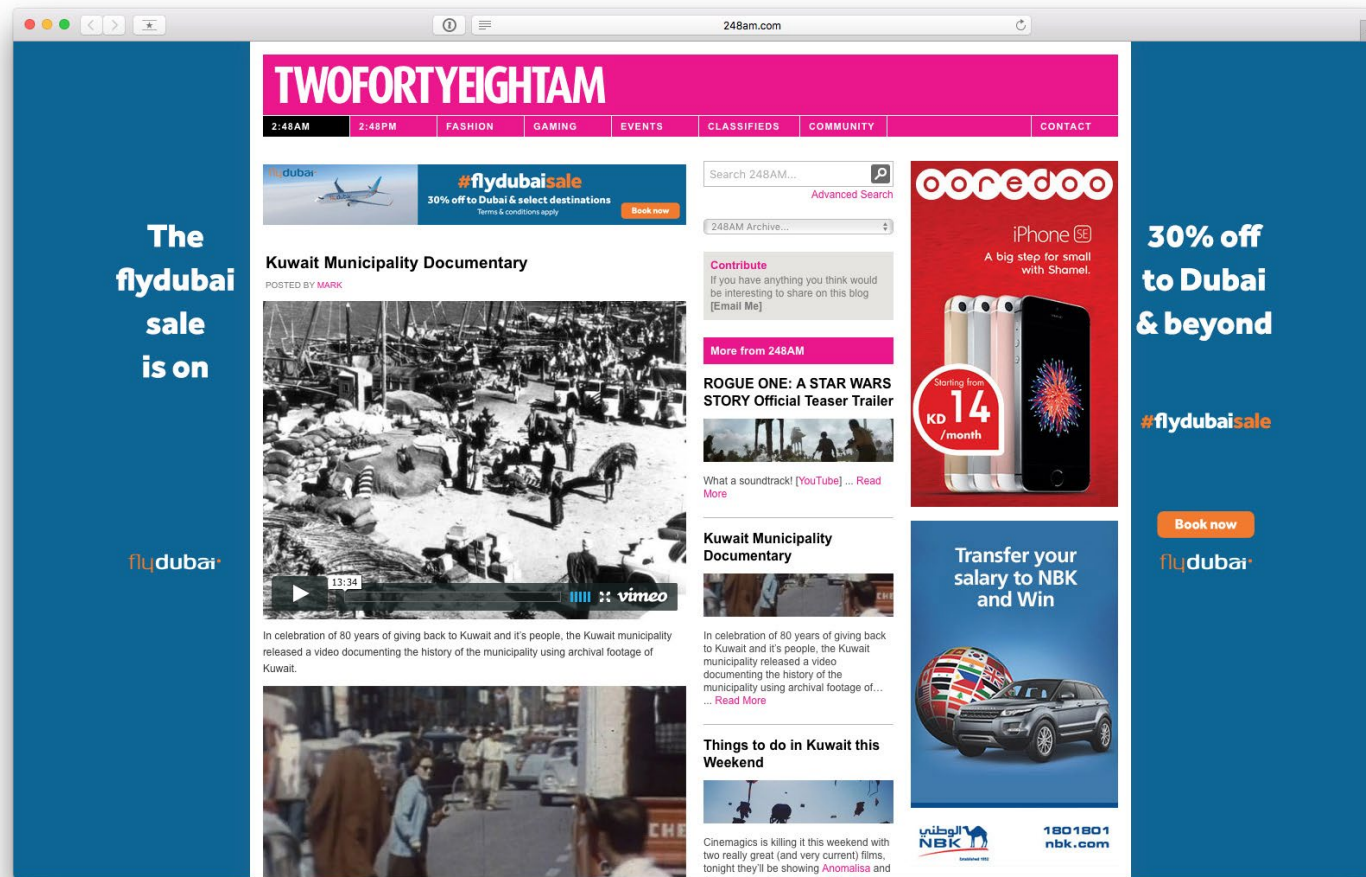 248am.com
The
flydubai
sale
is on
flydubai
TWOFORTYEIGHTAM
2:48AM
2:48PM
FASHION
GAMING
EVENTS
CLASSIFIEDS
COMMUNITY
CONTACT
flydubai
#flydubaisale
30% off to Dubai & select destinations
Terms & conditions apply
Book now
Kuwait Municipality Documentary
POSTED BY MARK
13:34
vimeo
In celebration of 80 years of giving back to Kuwait and it's people, the Kuwait municipality
released a video documenting the history of the municipality using archival footage of
Kuwait.
CHE
Search 248AM...
Advanced Search
248AM Archive...
Contribute
If you have anything you think would
be interesting to share on this blog
[Email Me]
More from 248AM
ROGUE ONE: A STAR WARS
STORY Official Teaser Trailer
What a soundtrack! [YouTube] ... Read
More
Kuwait Municipality
Documentary
CHE
In celebration of 80 years of giving back
to Kuwait and it's people, the Kuwait
municipality released a video
documenting the history of the
municipality using archival footage of…
... Read More
Things to do in Kuwait this
Weekend
Cinemagics is killing it this weekend with
two really great (and very current) films,
tonight they'll be showing Anomalisa and
ooredoo
iPhone SE
A big step for small
with Shamel.
Starting from
KD 14
/month
Transfer your
salary to NBK
and Win
الوطني
NBK
Established 1952
1801801
nbk.com
30% off
to Dubai
& beyond
#flydubaisale
Book now
flydubai